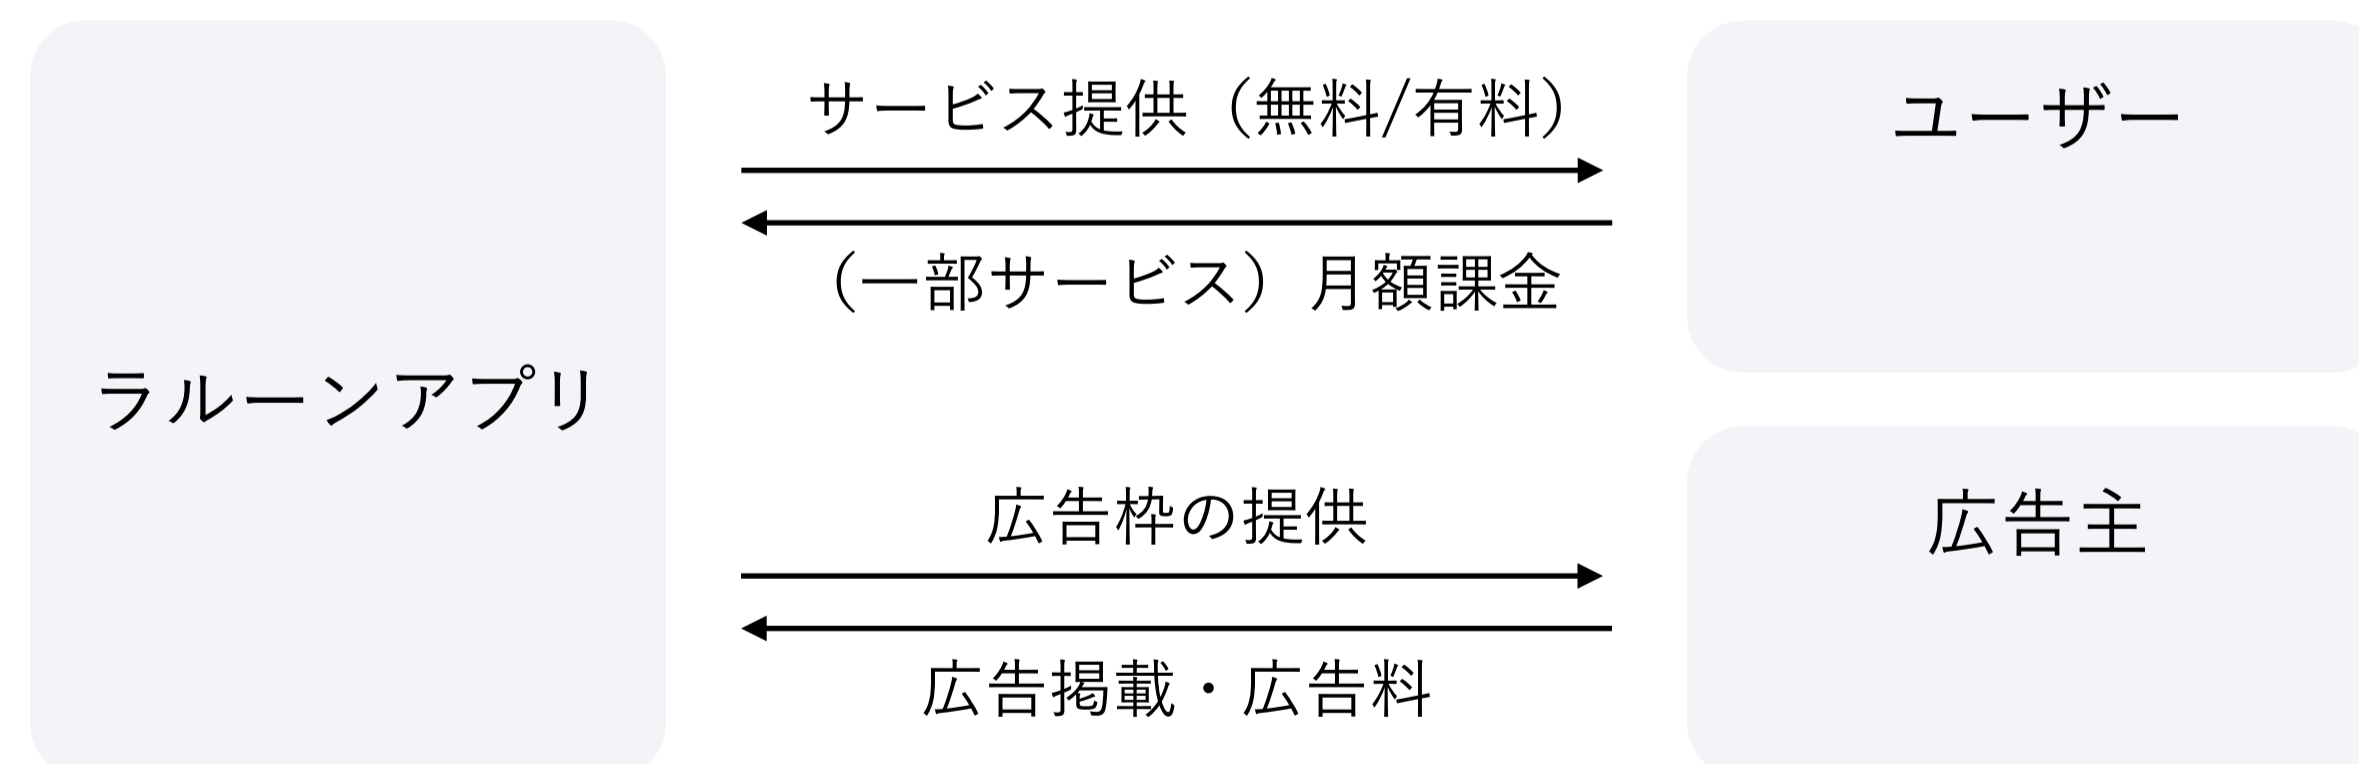 サービス提供（無料/有料）
ユーザー
（一部サービス）月額課金
ラルーンアプリ
広告枠の提供
広告主
広告掲載・広告料